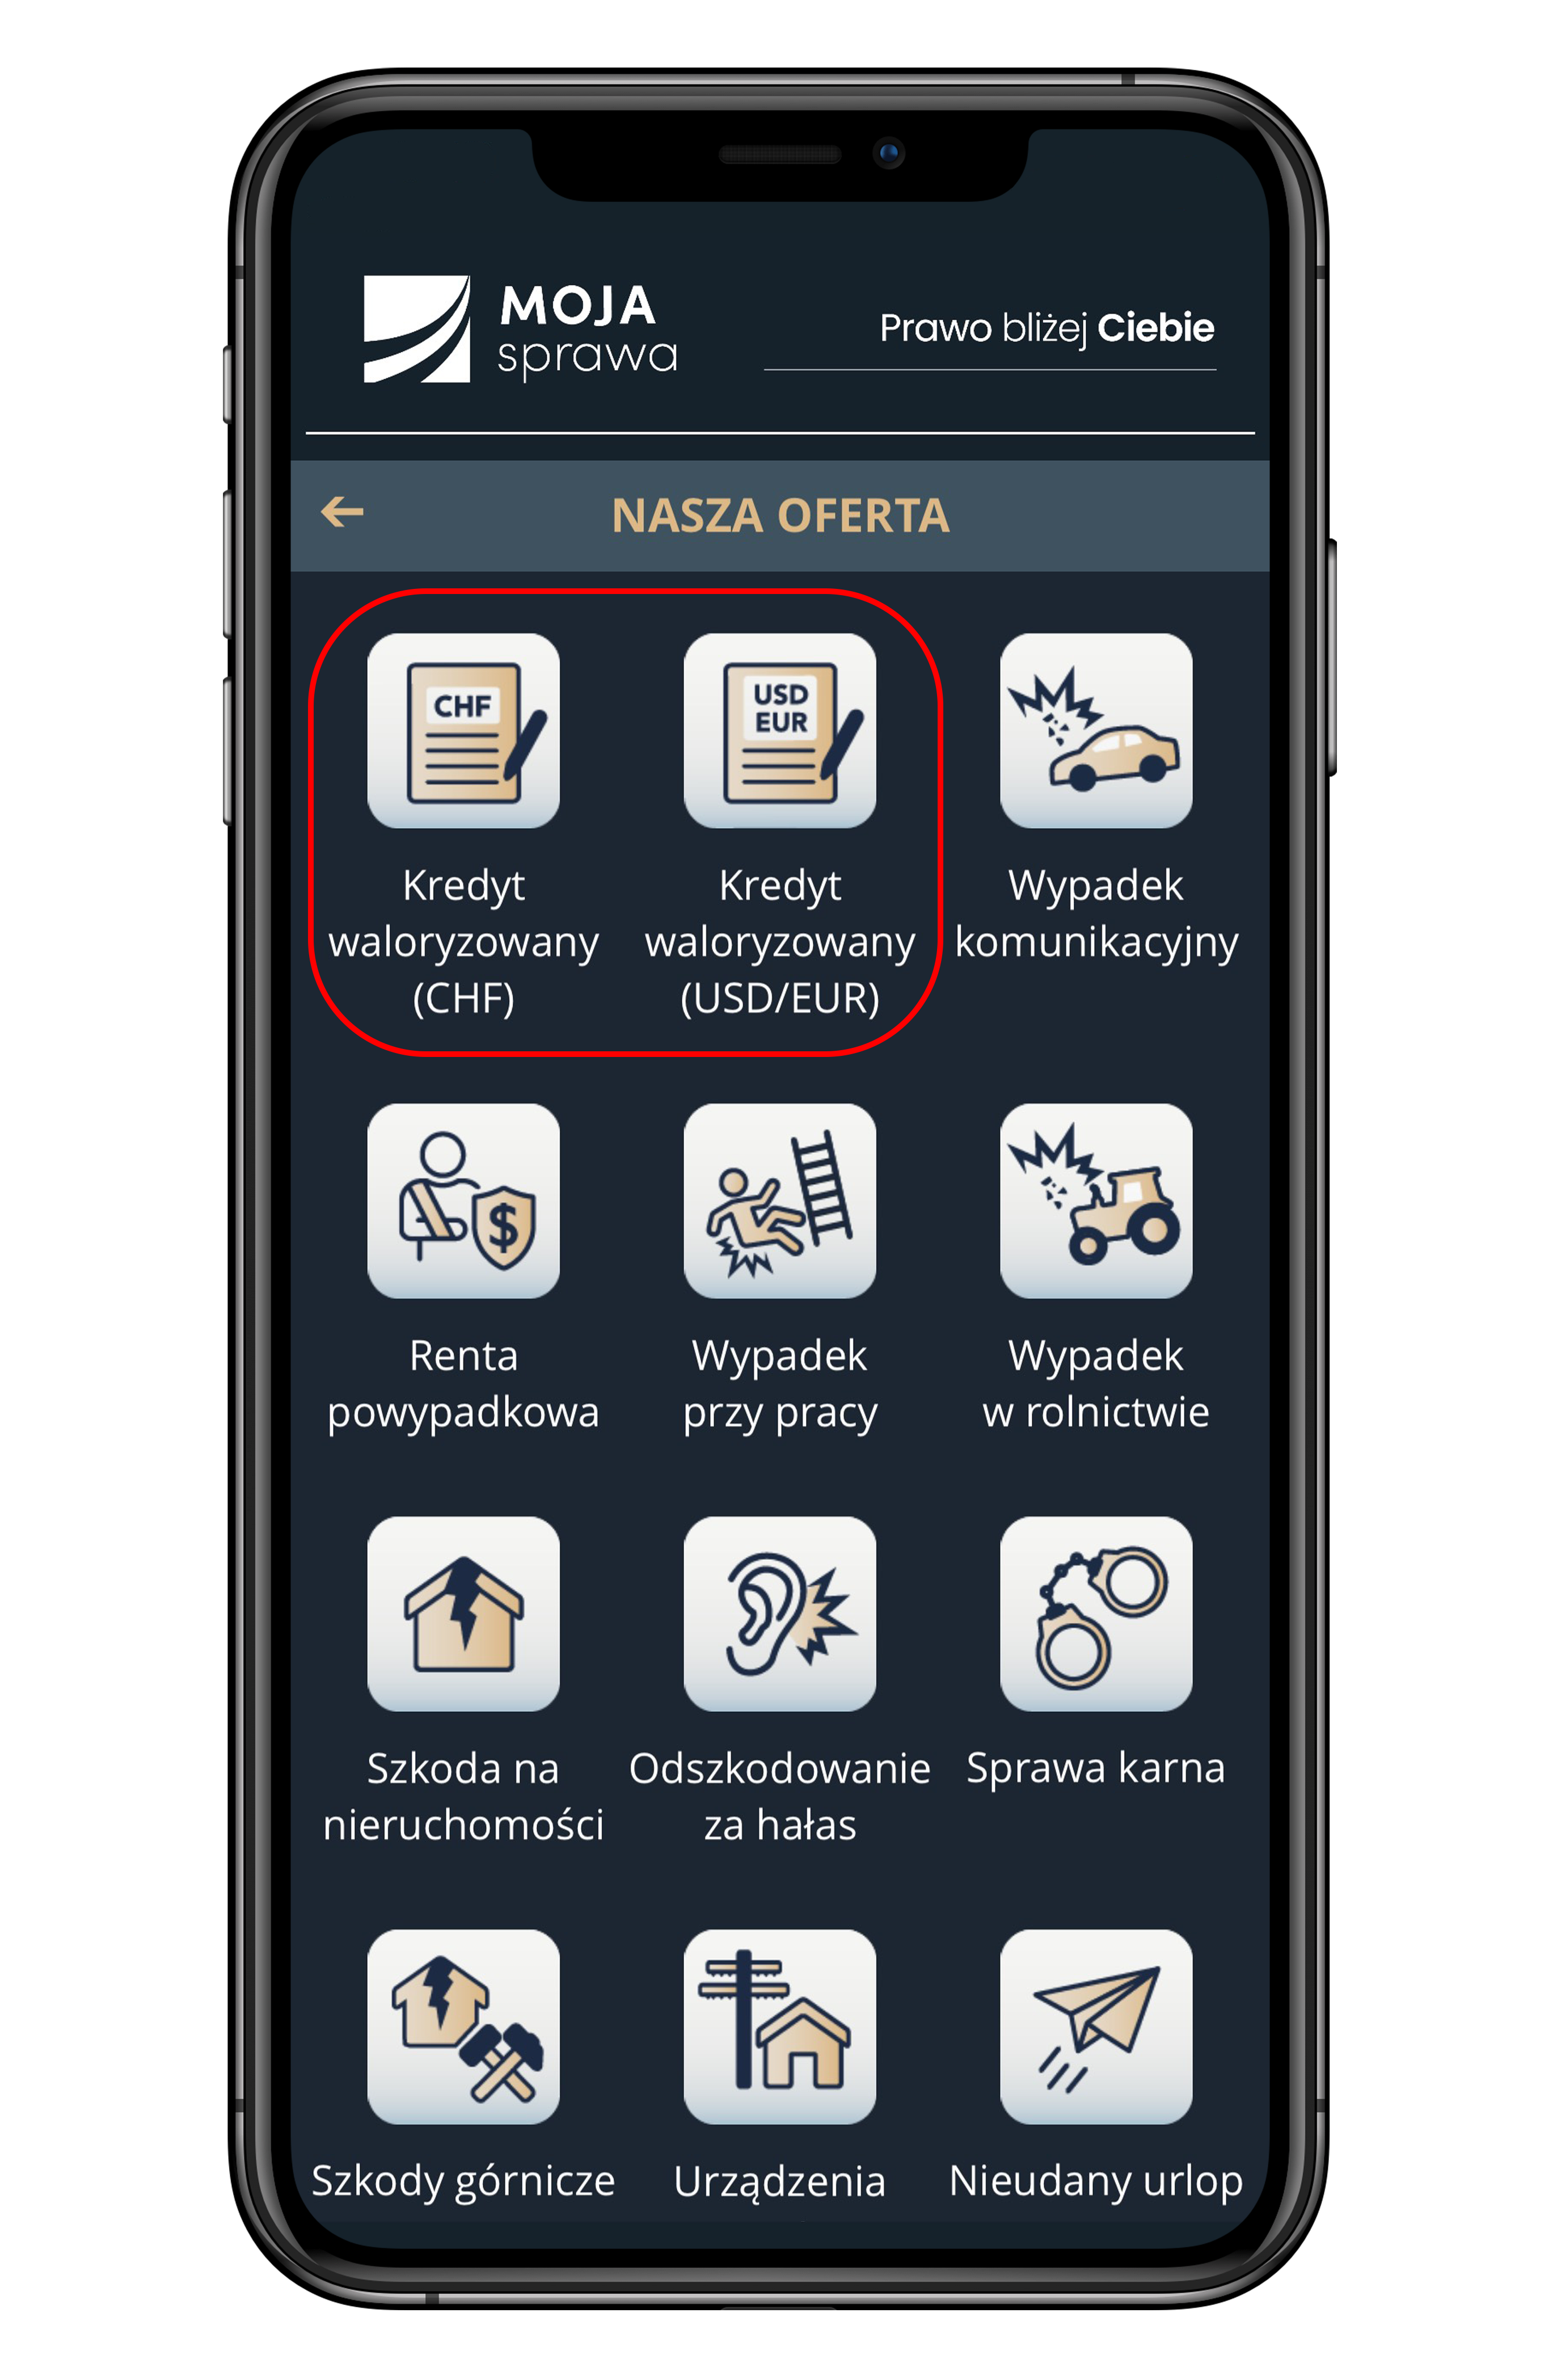 MOJA
sprawa
Prawo bliżej Ciebie
NASZA OFERTA
CHF
USD
EUR
Kredyt
waloryzowany
(CHF)
Kredyt
waloryzowany
(USD/EUR)
Wypadek
komunikacyjny
$
Renta
powypadkowa
Wypadek
przy pracy
Wypadek
w rolnictwie
Szkoda na
nieruchomości
Odszkodowanie
za hałas
Sprawa karna
Szkody górnicze
Urządzenia
Nieudany urlop